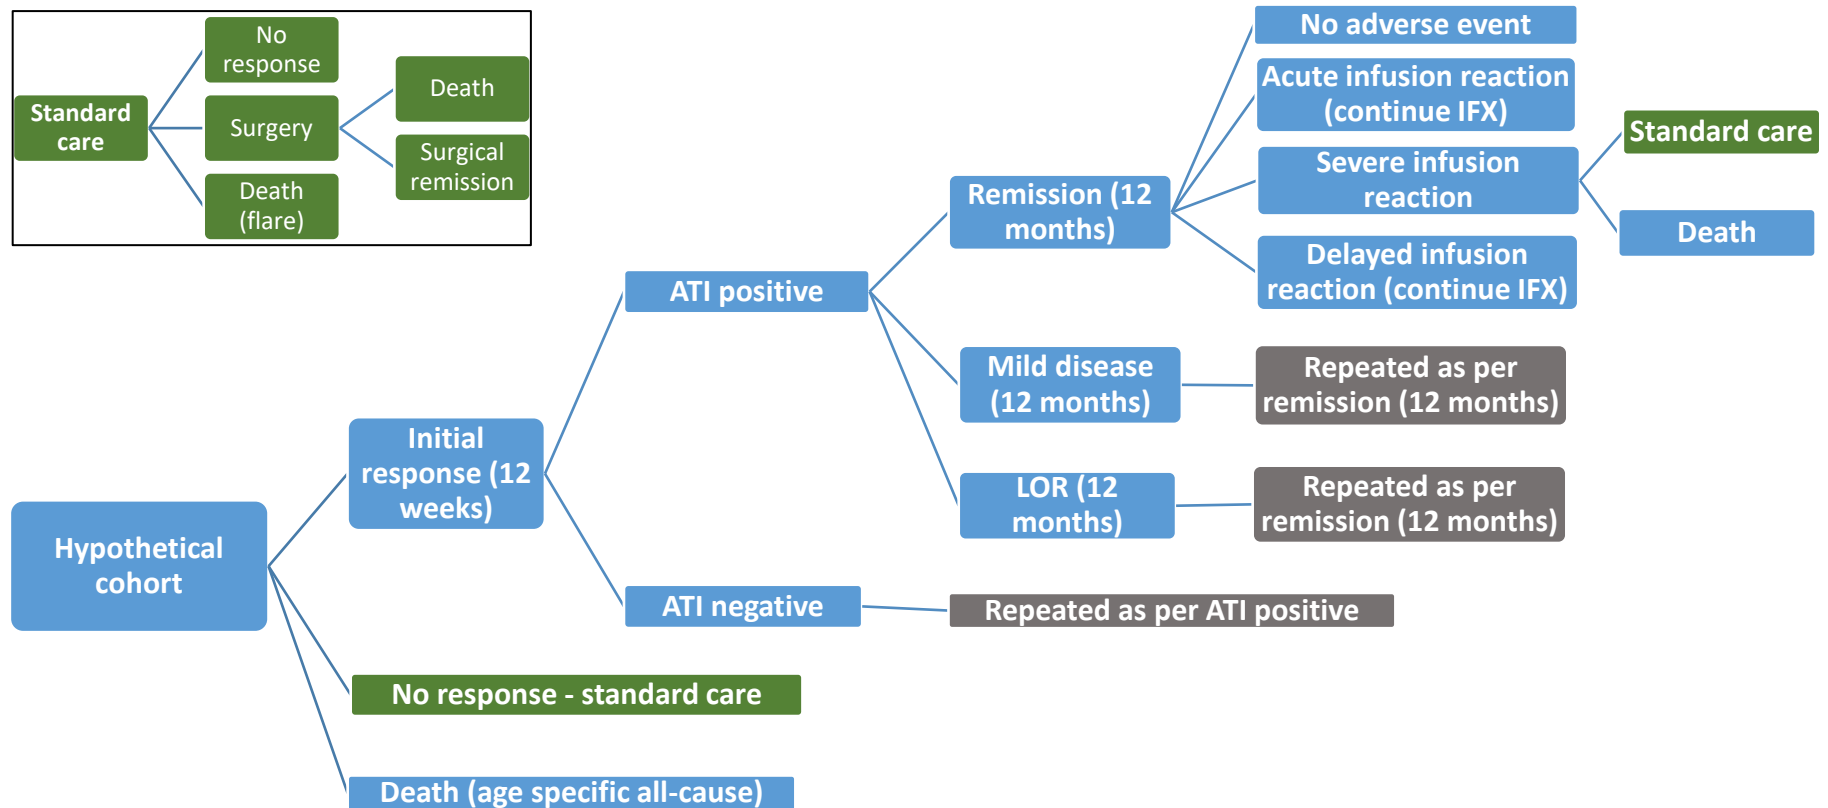 Standard
care
No
response
Surgery
Death
(flare)
Death
Surgical
remission
Hypothetical
cohort
Initial
response (12
weeks)
No response - standard care
Death (age specific all-cause)
ATI positive
ATI negative
Remission (12
months)
Mild disease
(12 months)
LOR (12
months)
Repeated as per ATI positive
No adverse event
Acute infusion reaction
(continue IFX)
Severe infusion
reaction
Delayed infusion
reaction (continue IFX)
Repeated as per
remission (12 months)
Repeated as per
remission (12 months)
Standard care
Death